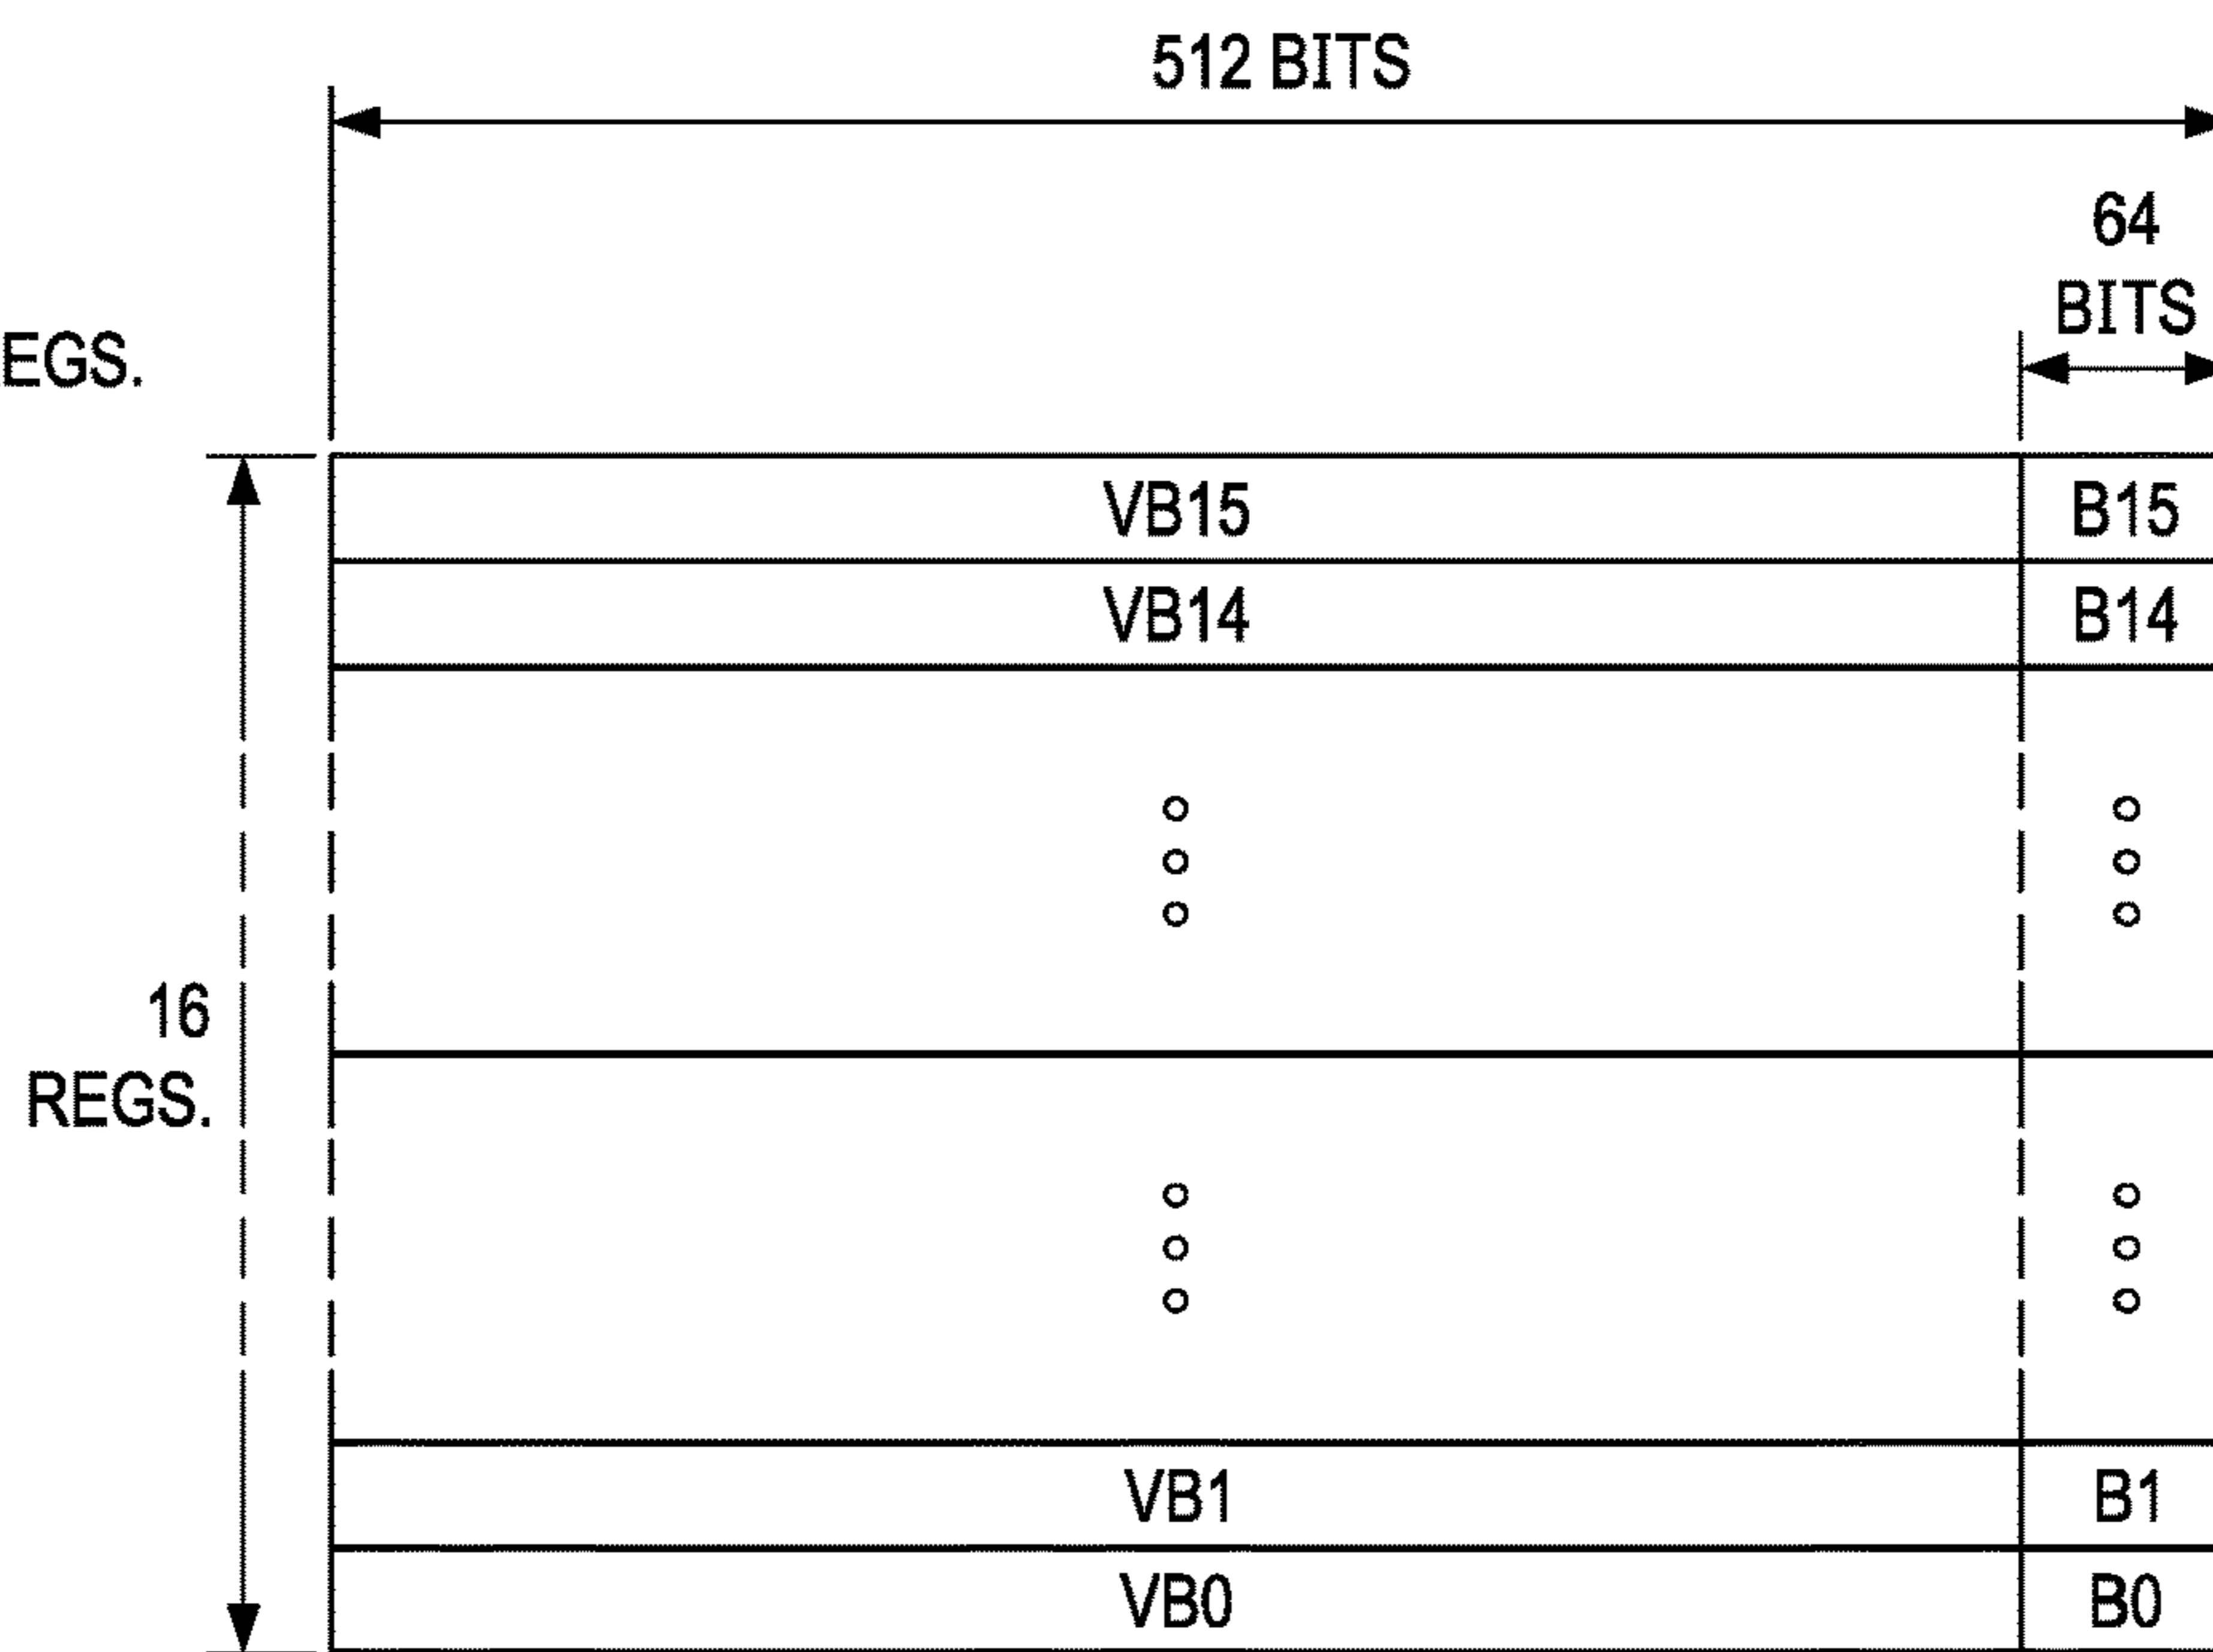 512 BITS
64
BITS
EGS.
VB15 B15
VB14 B14
16
REGS.
VB1 B1
VB0 B0